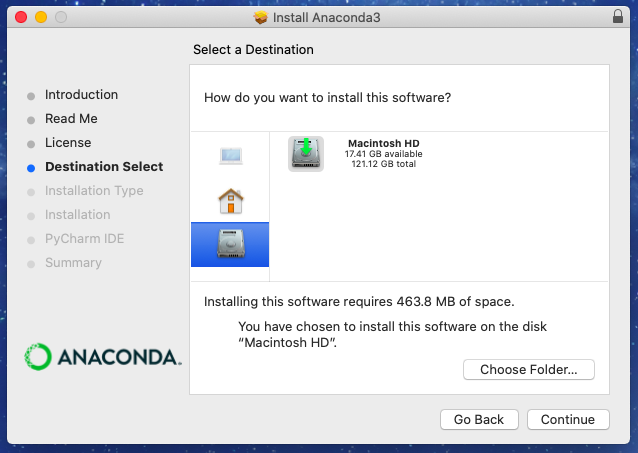 Install Anaconda3
Select a Destination
Introduction
Read Me
License
Destination Select
Installation Type
Installation
PyCharm IDE
Summary
ANACONDA.
How do you want to install this software?
Macintosh HD
17.41 GB available
121.12 GB total
Installing this software requires 463.8 MB of space.
You have chosen to install this software on the disk
“Macintosh HD”.
Choose Folder...
Go Back
Continue